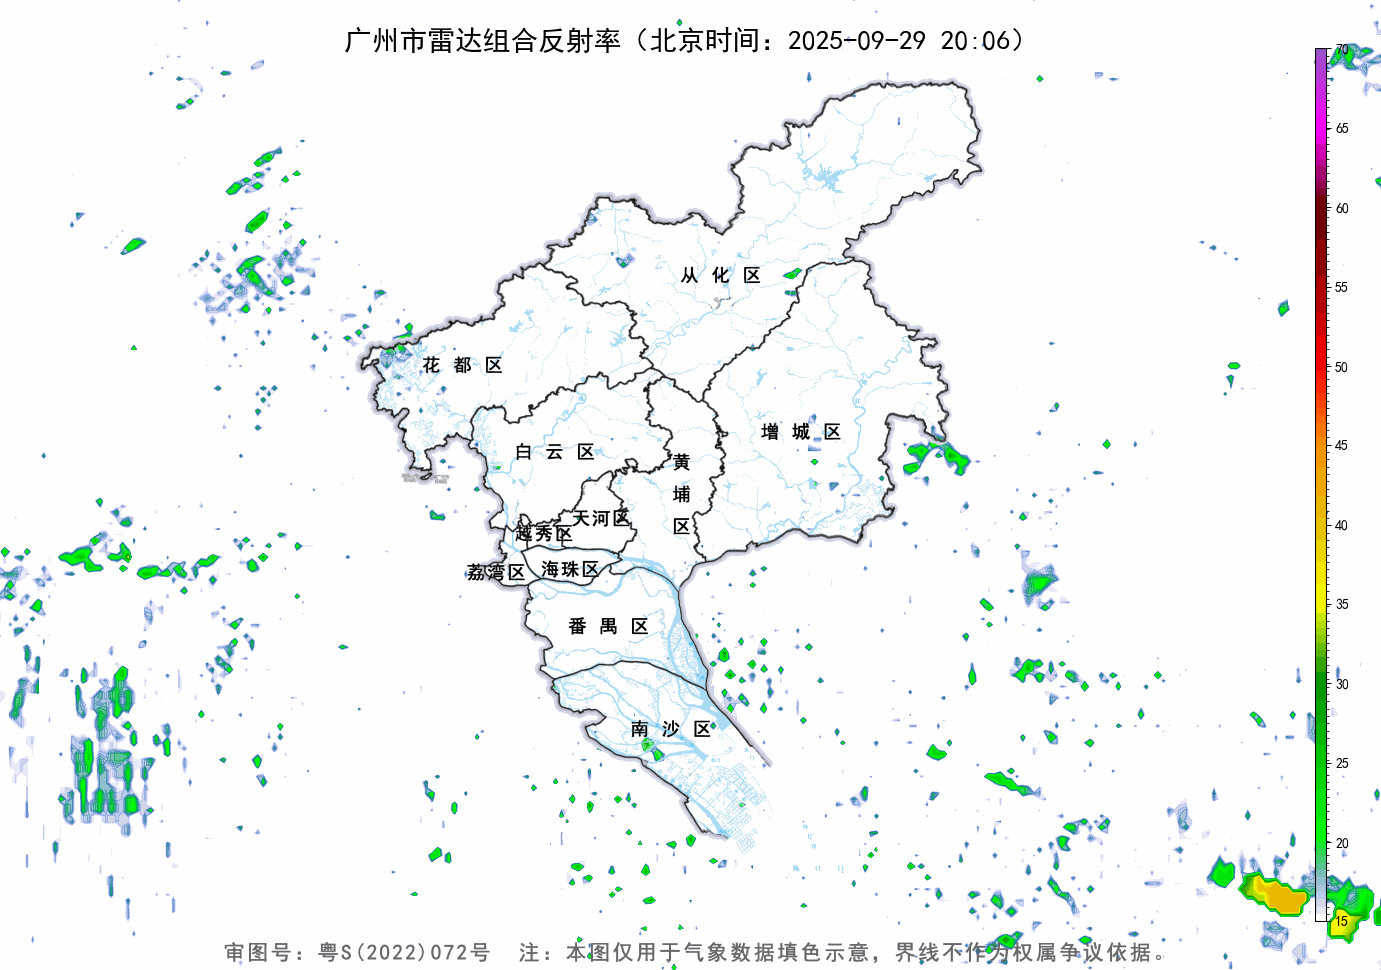 广州市雷达组合反射率（北京时间：2025-09-29 20:06）
70
65
60
55
50
45
40
35
30
25
20
15
从化区
花都区
增城区
白云区
黄埔区
天河区
越秀区
荔湾区
海珠区
番禺区
南沙区
审图号：粤S(2022)072号 注：本图仅用于气象数据填色示意，界线不作为权属争议依据。